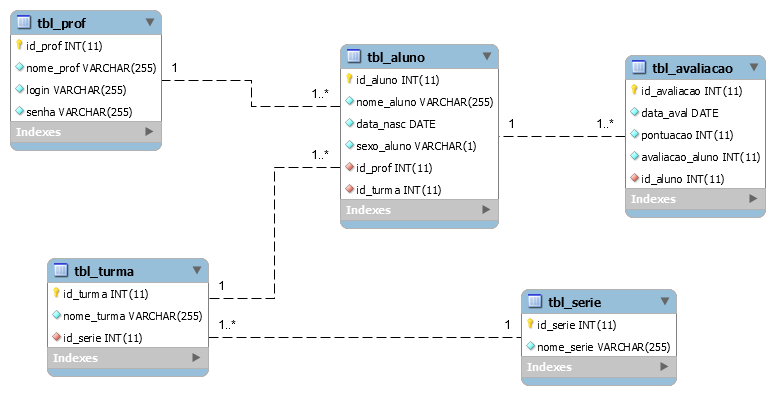 tbl_prof
id_prof INT(11)
nome_prof VARCHAR(255)
login VARCHAR(255)
senha VARCHAR(255)
Indexes
1
1..*
tbl_aluno
id_aluno INT(11)
nome_aluno VARCHAR(255)
data_nasc DATE
sexo_aluno VARCHAR(1)
id_prof INT(11)
id_turma INT(11)
Indexes
1
1..*
tbl_avaliacao
id_avaliacao INT(11)
data_aval DATE
pontuacao INT(11)
avaliacao_aluno INT(11)
id_aluno INT(11)
Indexes
1..*
1
tbl_turma
id_turma INT(11)
nome_turma VARCHAR(255)
id_serie INT(11)
Indexes
1..*
1
tbl_serie
id_serie INT(11)
nome_serie VARCHAR(255)
Indexes